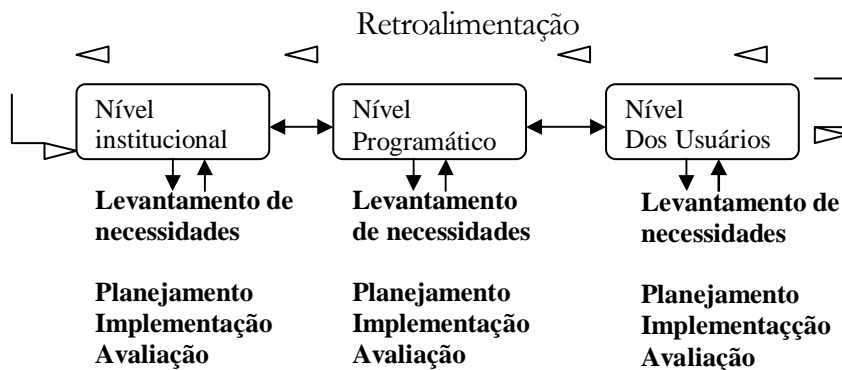 Retroalimentação
Nível
institucional
Nível
Programático
Nível
Dos Usuários
Levantamento de
necessidades
Planejamento
Implementação
Avaliação
Levantamento
de necessidades
Planejamento
Implementação
Avaliação
Levantamento de
necessidades
Planejamento
Implementaçção
Avaliação